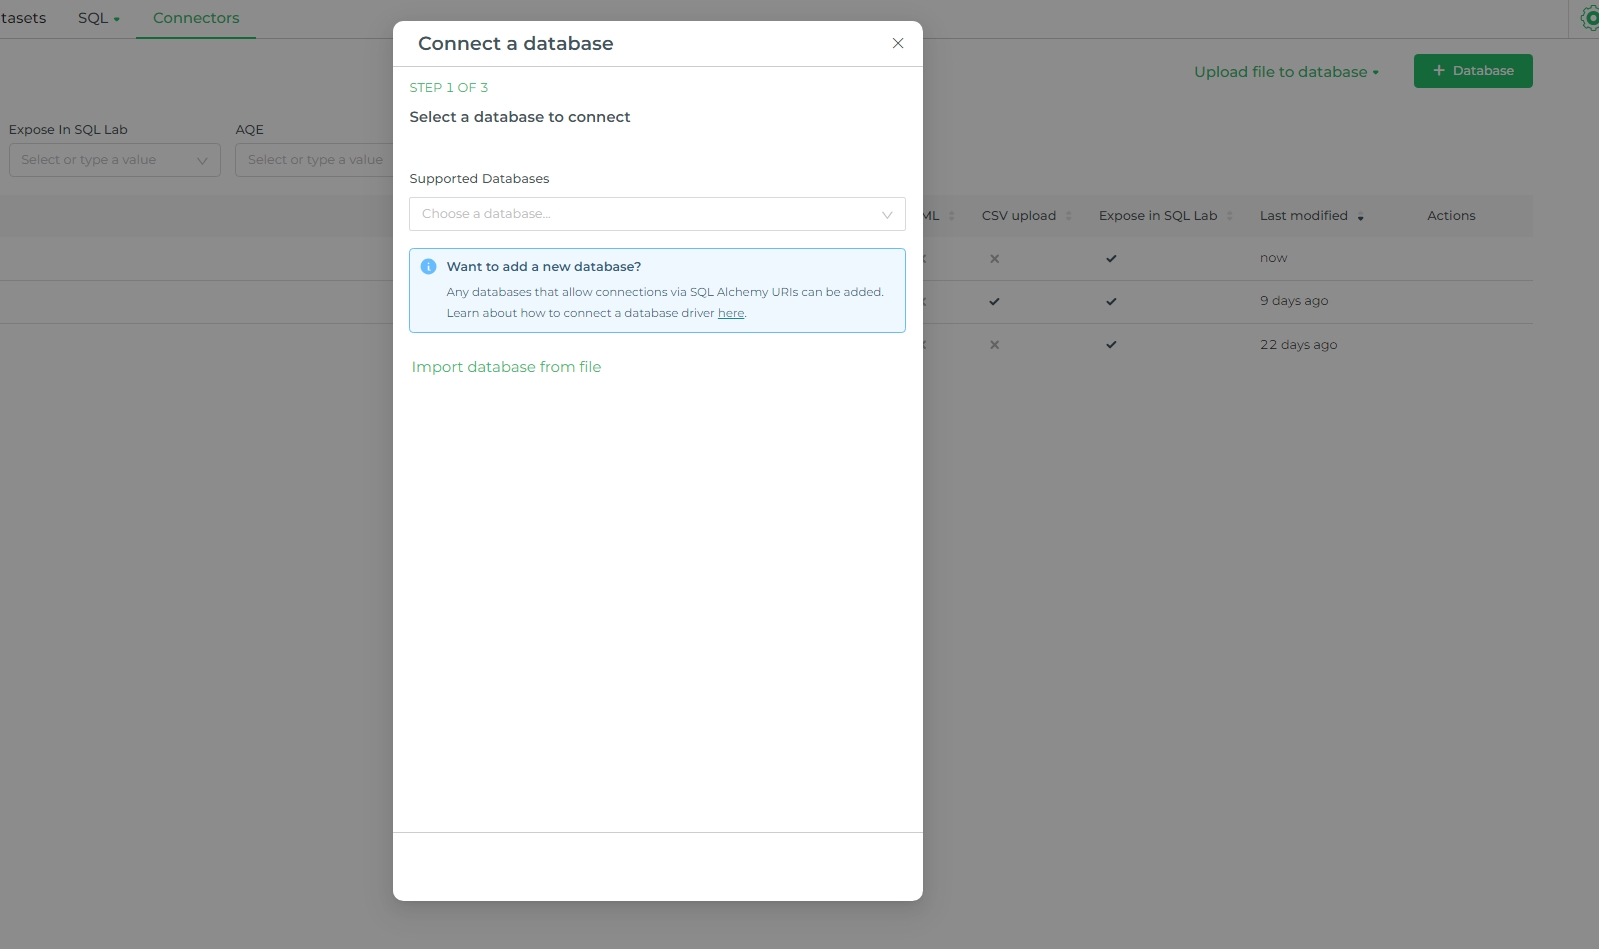 SQL
Connectors
Connect a database
STEP 1 OF 3
Select a database to connect
Upload file to database
+ Database
Expose In SQL Lab
AQE
Select or type a value
Select or type a value
Supported Databases
Choose a database...
CSV upload
Expose in SQL Lab
Last modified
Actions
Want to add a new database?
Any databases that allow connections via SQL Alchemy URIs can be added.
Learn about how to connect a database driver here.
now
9 days ago
22 days ago
Import database from file